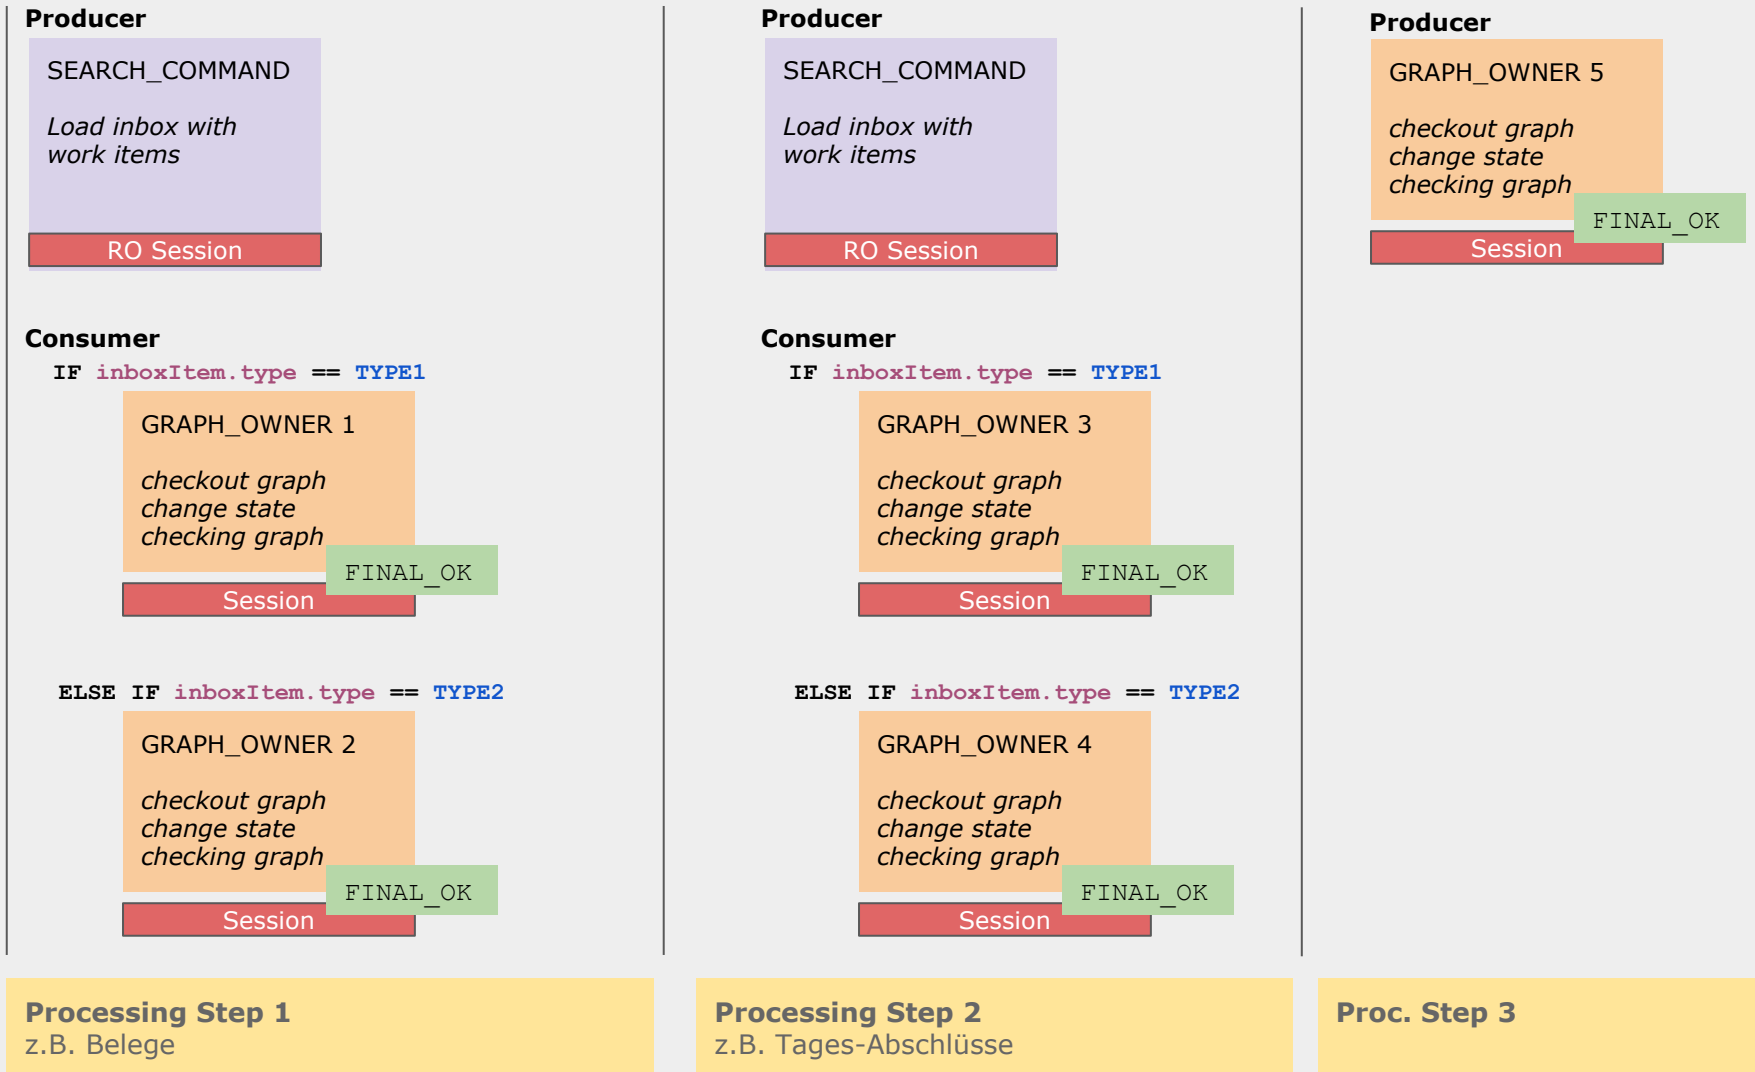 Producer
SEARCH_COMMAND
Load inbox with
work items
RO Session
Consumer
IF inboxItem.type == TYPE1
GRAPH_OWNER 1
checkout graph
change state
checking graph
FINAL_OK
Session
ELSE IF inboxItem.type == TYPE2
GRAPH_OWNER 2
checkout graph
change state
checking graph
FINAL_OK
Session
Processing Step 1
z.B. Belege
Producer
SEARCH_COMMAND
Load inbox with
work items
RO Session
Consumer
IF inboxItem.type == TYPE1
GRAPH_OWNER 3
checkout graph
change state
checking graph
FINAL_OK
Session
ELSE IF inboxItem.type == TYPE2
GRAPH_OWNER 4
checkout graph
change state
checking graph
FINAL_OK
Session
Processing Step 2
z.B. Tages-Abschlüsse
Producer
GRAPH_OWNER 5
checkout graph
change state
checking graph
FINAL_OK
Session
Proc. Step 3